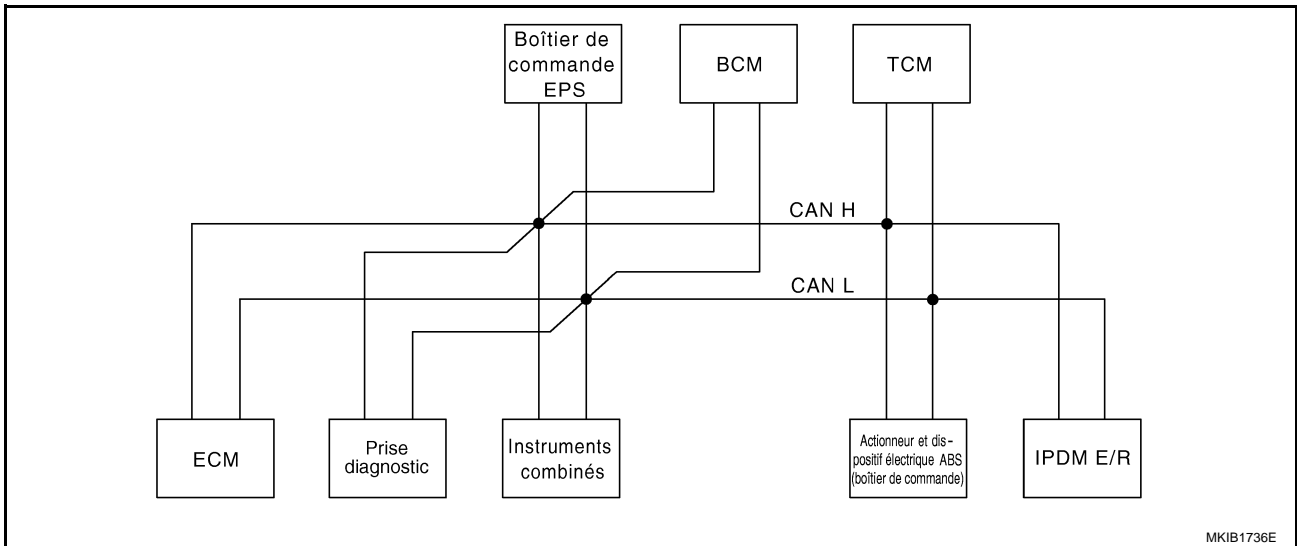 Boîtier de
commande
EPS
BCM
TCM
CAN H
CAN L
ECM
Prise
diagnostic
Instruments
combinés
Actionneur et dis-
positif électrique ABS
(boîtier de commande)
IPDM E/R
MKIB1736E